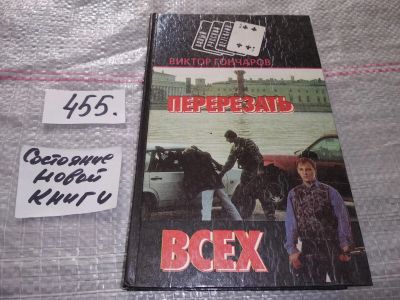 455.
Состояние
новой
книги
ВИКТОР ГОНЧАРОВ
ПЕРЕРЕЗАТЬ
ВСЕХ